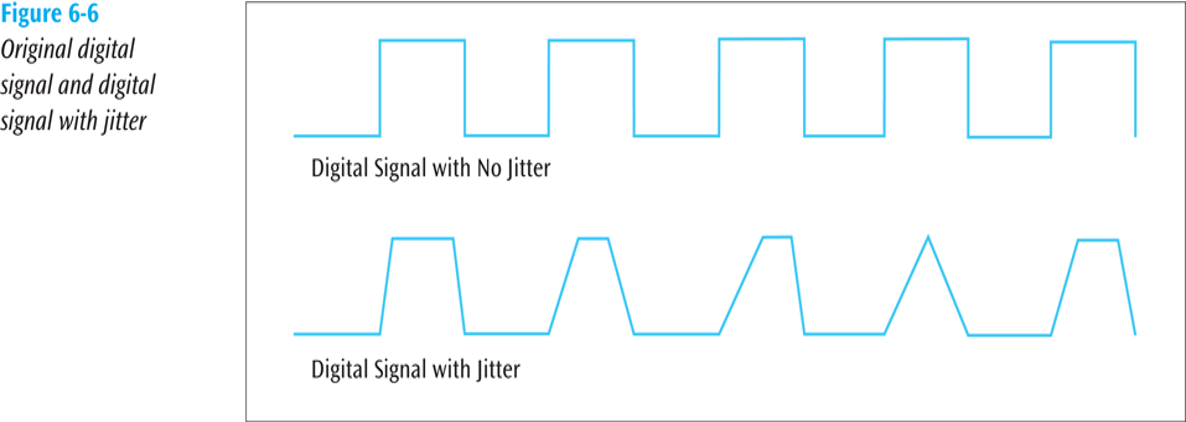 Figure 6-6
Original digital
signal and digital
signal with jitter
Digital Signal with No Jitter
Digital Signal with Jitter